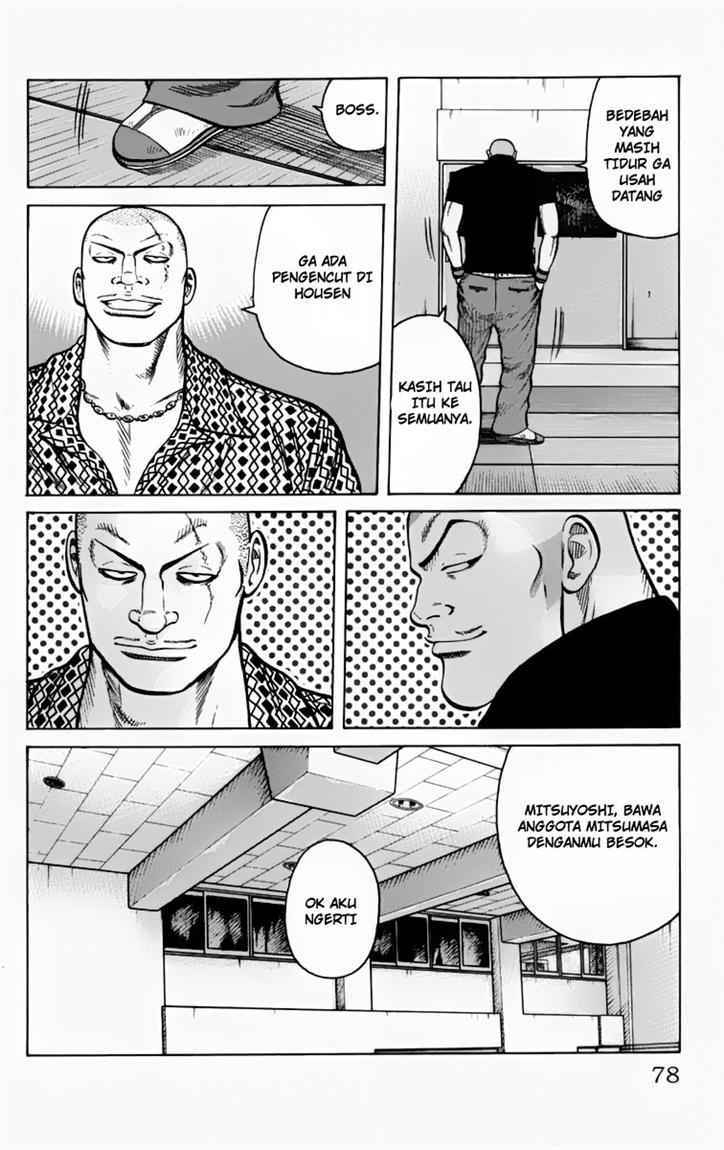 BEDEBAH
YANG
MASIH
TIDUR GA
USAH
DATANG
KASIH TAU
ITU KE
SEMUANYA.
BOSS.
GA ADA
PENGENCUT DI
HOUSEN
MITSUYOSHI, BAWA
ANGGOTA MITSUMASA
DENGANMU BESOK.
OK AKU
NGERTI
78